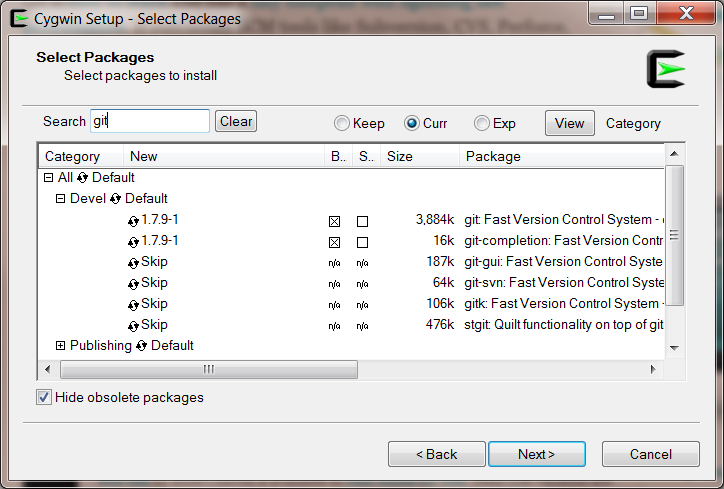 Cygwin Setup - Select Packages
Select Packages
Select packages to install
Search git Clear Keep Curr Exp View Category
Category New B.. S.. Size Package
All Default
Devel Default
1.7.9-1 3,884k git: Fast Version Control System -
1.7.9-1 16k git-completion: Fast Version Contr
Skip n/a n/a 187k git-gui: Fast Version Control Syste
Skip n/a n/a 64k git-svn: Fast Version Control Syste
Skip n/a n/a 106k gitk: Fast Version Control System -
Skip n/a n/a 476k stgit: Quilt functionality on top of git
Publishing Default
Hide obsolete packages
< Back Next > Cancel